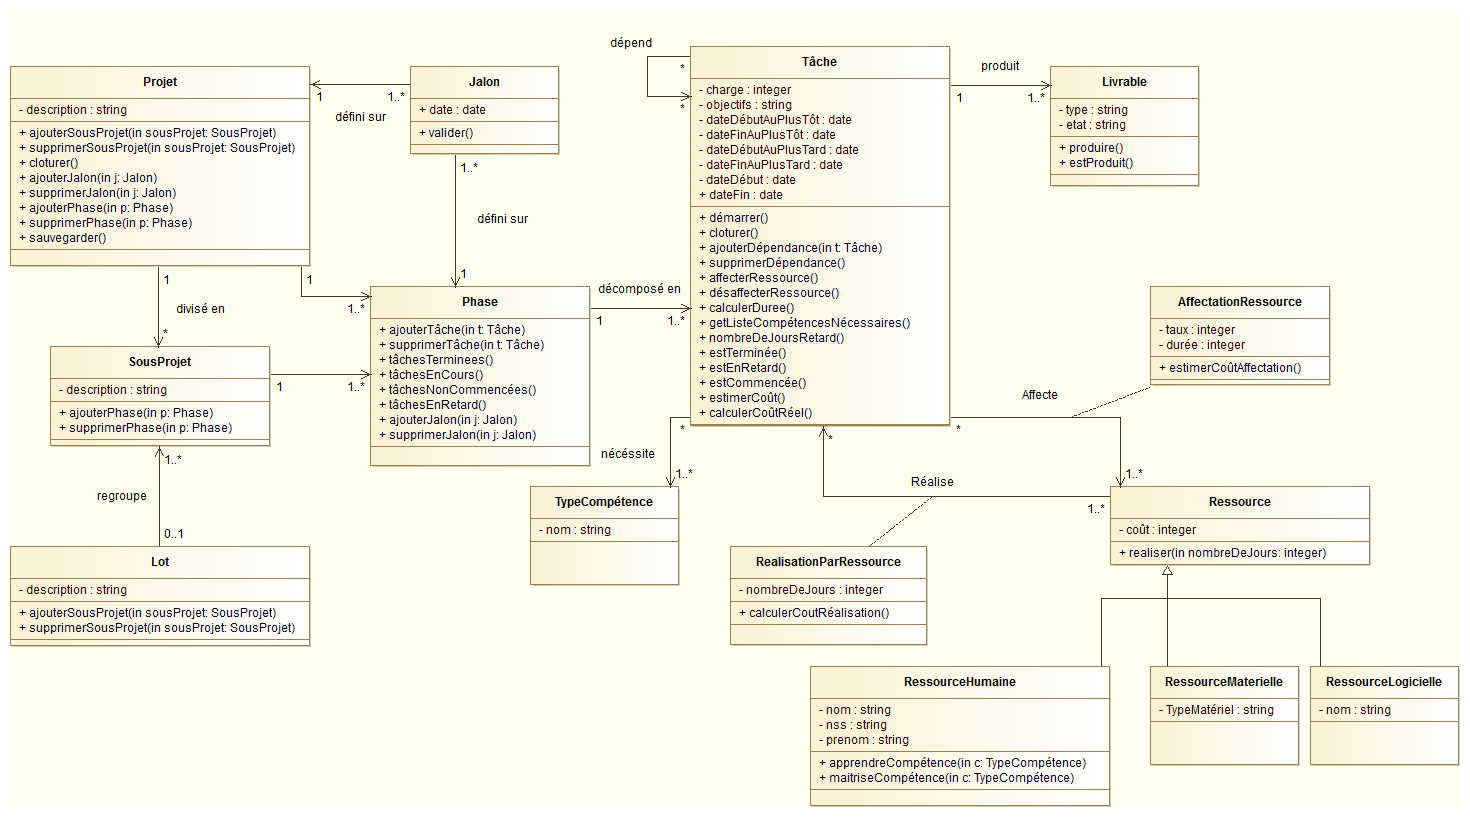 Projet
- description : string
+ ajouterSousProjet(in sousProjet: SousProjet)
+ supprimerSousProjet(in sousProjet: SousProjet)
+ cloturer()
+ ajouterJalon(in j: Jalon)
+ supprimerJalon(in j: Jalon)
+ ajouterPhase(in p: Phase)
+ supprimerPhase(in p: Phase)
+ sauvegarder()
1
1..*
défini sur
Jalon
+ date : date
+ valider()
1..*
défini sur
1
dépend
*
*
Tâche
- charge : integer
- objectifs : string
- dateDébutAuPlusTôt : date
- dateFinAuPlusTôt : date
- dateDébutAuPlusTard : date
- dateFinAuPlusTard : date
- dateDébut : date
+ dateFin : date
+ démarrer()
+ cloturer()
+ ajouterDépendance(in t: Tâche)
+ supprimerDépendance()
+ affecterRessource()
+ désaffecterRessource()
+ calculerDuree()
+ getListeCompétencesNécessaires()
+ nombreDeJoursRetard()
+ estTerminée()
+ estEnRetard()
+ estCommencée()
+ estimerCoût()
+ calculerCoûtRéel()
produit
1
1..*
Livrable
- type : string
- etat : string
+ produire()
+ estProduit()
1
divisé en
*
1
1..*
Phase
+ ajouterTâche(in t: Tâche)
+ supprimerTâche(in t: Tâche)
+ tâchesTerminees()
+ tâchesEnCours()
+ tâchesNonCommencées()
+ tâchesEnRetard()
+ ajouterJalon(in j: Jalon)
+ supprimerJalon(in j: Jalon)
décomposé en
1
1..*
AffectationRessource
- taux : integer
- durée : integer
+ estimerCoûtAffectation()
SousProjet
- description : string
+ ajouterPhase(in p: Phase)
+ supprimerPhase(in p: Phase)
1
1..*
Affecte
*
1..*
*
nécéssite
1..*
*
Réalise
1..*
1..*
regroupe
0..1
TypeCompétence
- nom : string
Ressource
- coût : integer
+ realiser(in nombreDeJours: integer)
Lot
- description : string
+ ajouterSousProjet(in sousProjet: SousProjet)
+ supprimerSousProjet(in sousProjet: SousProjet)
RealisationParRessource
- nombreDeJours : integer
+ calculerCoutRéalisation()
RessourceHumaine
- nom : string
- nss : string
- prenom : string
+ apprendreCompétence(in c: TypeCompétence)
+ maitriseCompétence(in c: TypeCompétence)
RessourceMaterielle
- TypeMatériel : string
RessourceLogicielle
- nom : string